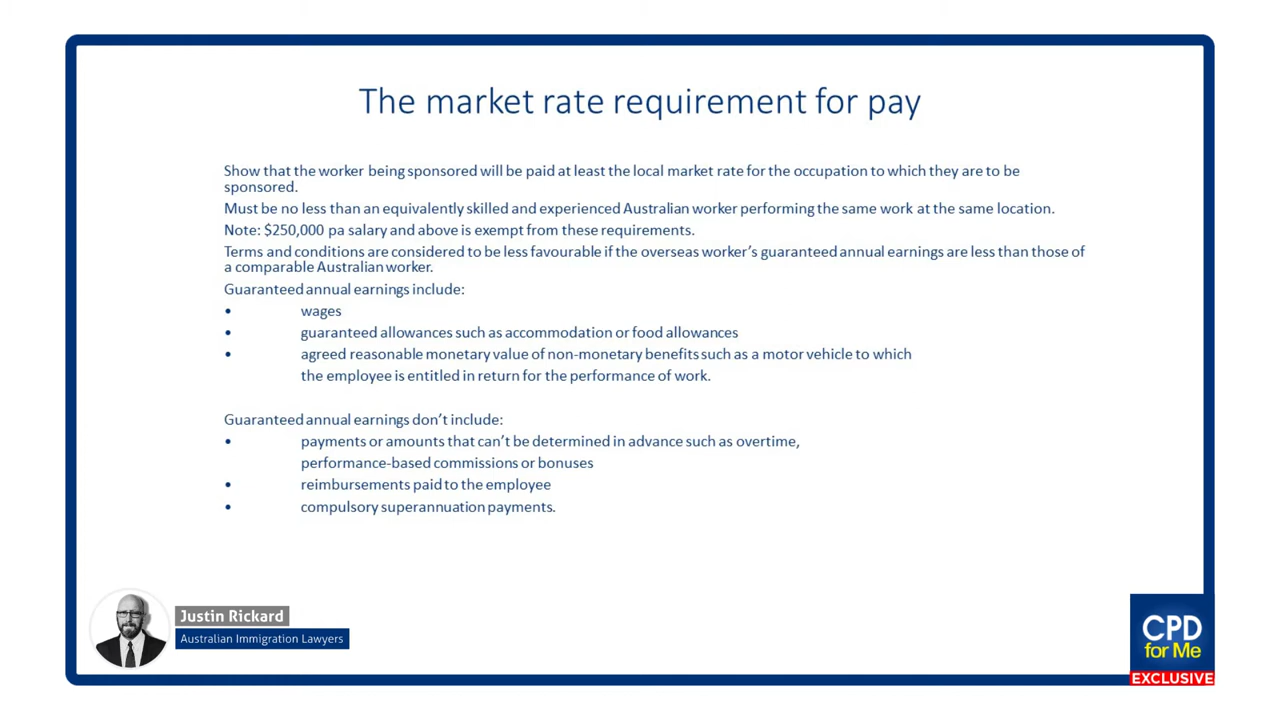 The market rate requirement for pay
Show that the worker being sponsored will be paid at least the local market rate for the occupation to which they are to be
sponsored.
Must be no less than an equivalently skilled and experienced Australian worker performing the same work at the same location.
Note: $250,000 pa salary and above is exempt from these requirements.
Terms and conditions are considered to be less favourable if the overseas worker’s guaranteed annual earnings are less than those of
a comparable Australian worker.
Guaranteed annual earnings include:
• wages
• guaranteed allowances such as accommodation or food allowances
• agreed reasonable monetary value of non-monetary benefits such as a motor vehicle to which
the employee is entitled in return for the performance of work.
Guaranteed annual earnings don’t include:
• payments or amounts that can’t be determined in advance such as overtime,
performance-based commissions or bonuses
• reimbursements paid to the employee
• compulsory superannuation payments.
Justin Rickard
Australian Immigration Lawyers
CPD
for Me
EXCLUSIVE